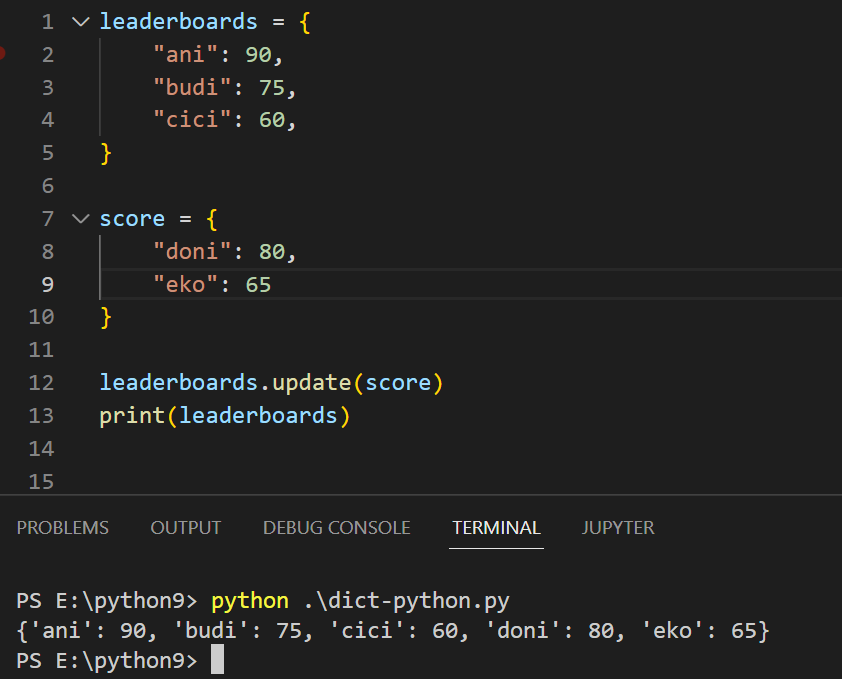 1 leaderboards = {
2     "ani": 90,
3     "budi": 75,
4     "cici": 60,
5 }
6
7 score = {
8     "doni": 80,
9     "eko": 65
10 }
11
12 leaderboards.update(score)
13 print(leaderboards)
14
15
PROBLEMS OUTPUT DEBUG CONSOLE TERMINAL JUPYTER
PS E:\python9> python .\dict-python.py
{'ani': 90, 'budi': 75, 'cici': 60, 'doni': 80, 'eko': 65}
PS E:\python9>